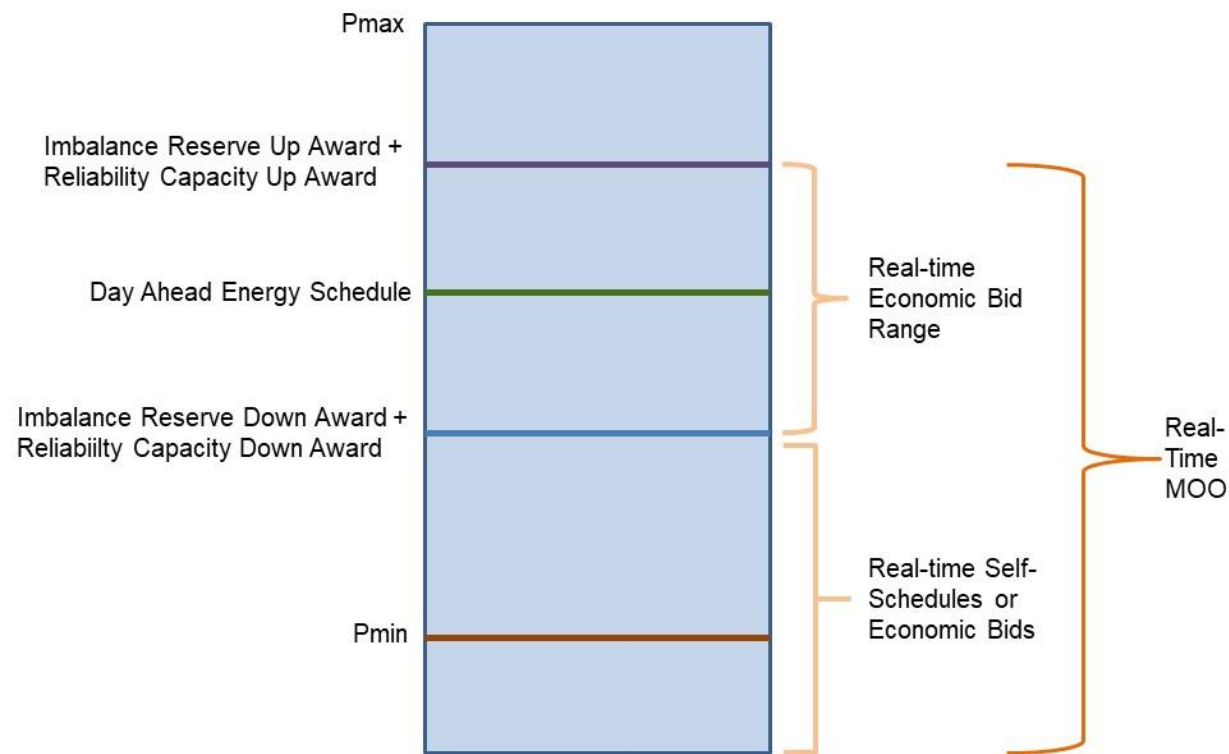 Pmax
Imbalance Reserve Up Award +
Reliability Capacity Up Award
Day Ahead Energy Schedule
Imbalance Reserve Down Award +
Reliabiilty Capacity Down Award
Pmin
Real-time
Economic Bid
Range
Real-time Self-
Schedules or
Economic Bids
Real-
Time
MOO